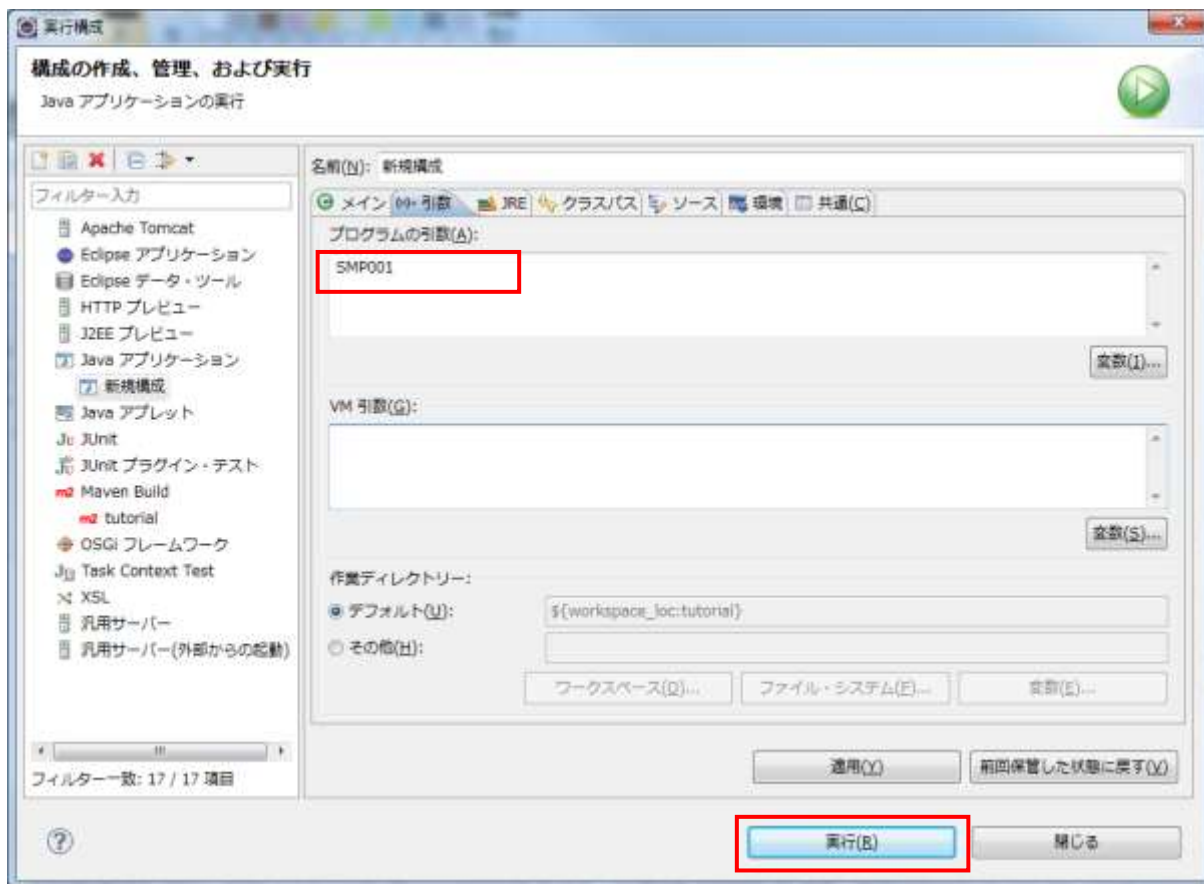 実行構成
構成の作成、管理、および実行
Java アプリケーションの実行
フィルター入力
Apache Tomcat
Eclipse アプリケーション
Eclipse データ・ツール
HTTP プレビュー
J2EE プレビュー
Java アプリケーション
新規構成
Java アプレット
JUnit
JUnit プラグイン・テスト
Maven Build
tutorial
OSGi フレームワーク
Task Context Test
XSL
汎用サーバー
汎用サーバー(外部からの起動)
フィルター一致: 17 / 17 項目
名前(N): 新規構成
メイン 引数 JRE クラスパス ソース 環境 共通(C)
プログラムの引数(A):
SMP001
変数(I)...
VM 引数(G):
変数(S)...
作業ディレクトリー:
デフォルト(U): ${workspace_loc:tutorial}
その他(H):
ワークスペース(O)... ファイル・システム(F)... 変数(E)...
適用(Y) 前回保管した状態に戻す(V)
実行(R) 閉じる